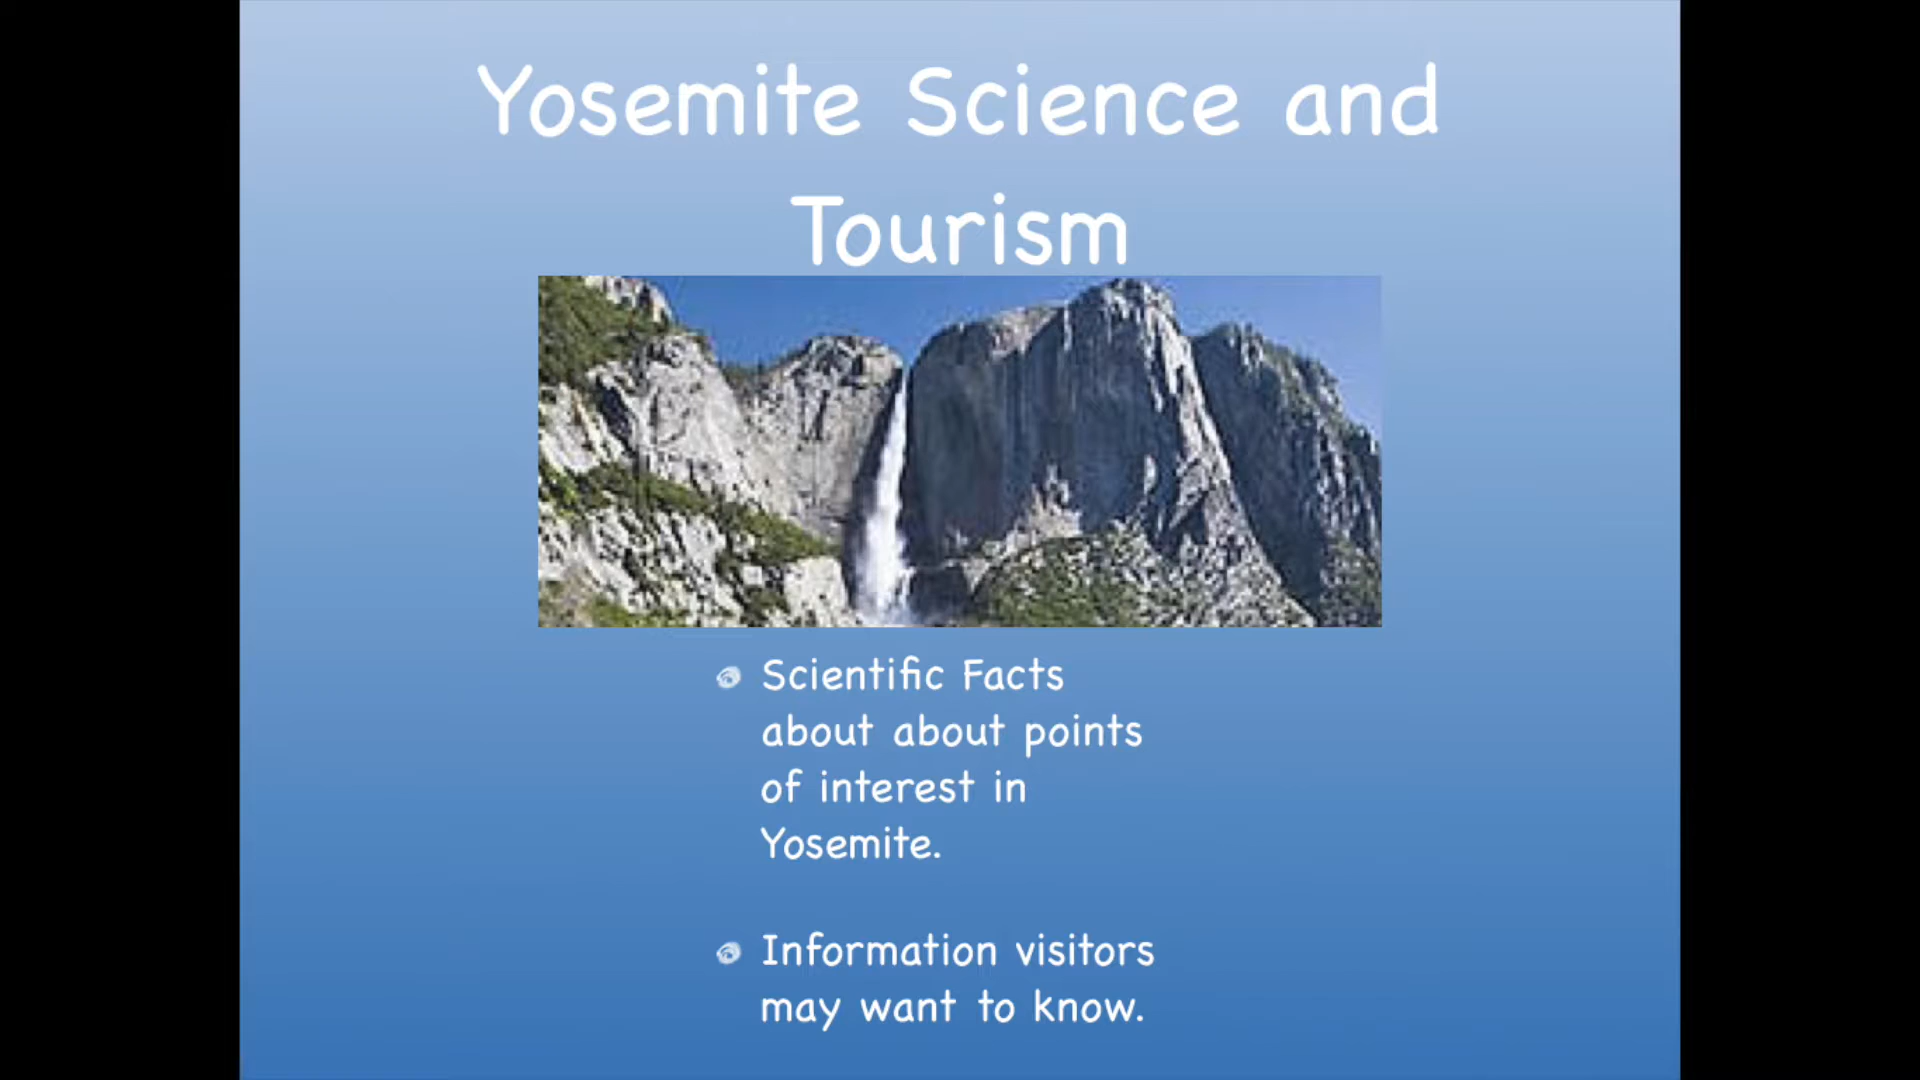 Yosemite Science and
Tourism
Scientific Facts
about about points
of interest in
Yosemite.
Information visitors
may want to know.